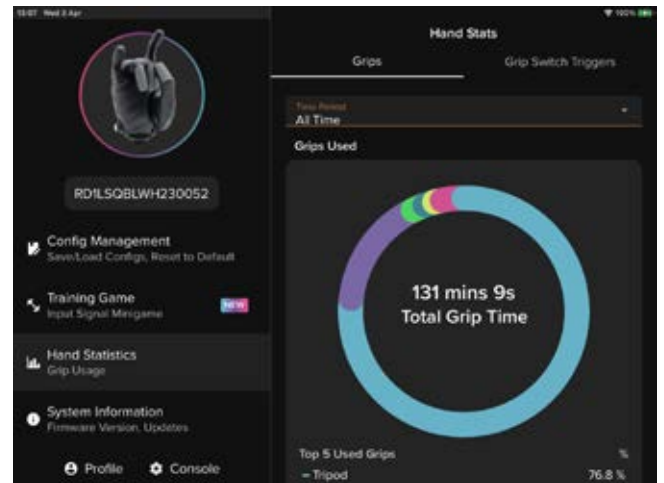 13:07 Wed 3 Apr
100%
RD1LSQBLWH230052
Config Management
Save/Load Configs, Reset to Default
Training Game
NEW
Input Signal Minigame
Hand Statistics
Grip Usage
System Information
Firmware Version, Updates
Profile
Console
Hand Stats
Grips
Grip Switch Triggers
Time Period
All Time
Grips Used
131 mins 9s
Total Grip Time
Top 5 Used Grips %
– Tripod 76.8 %